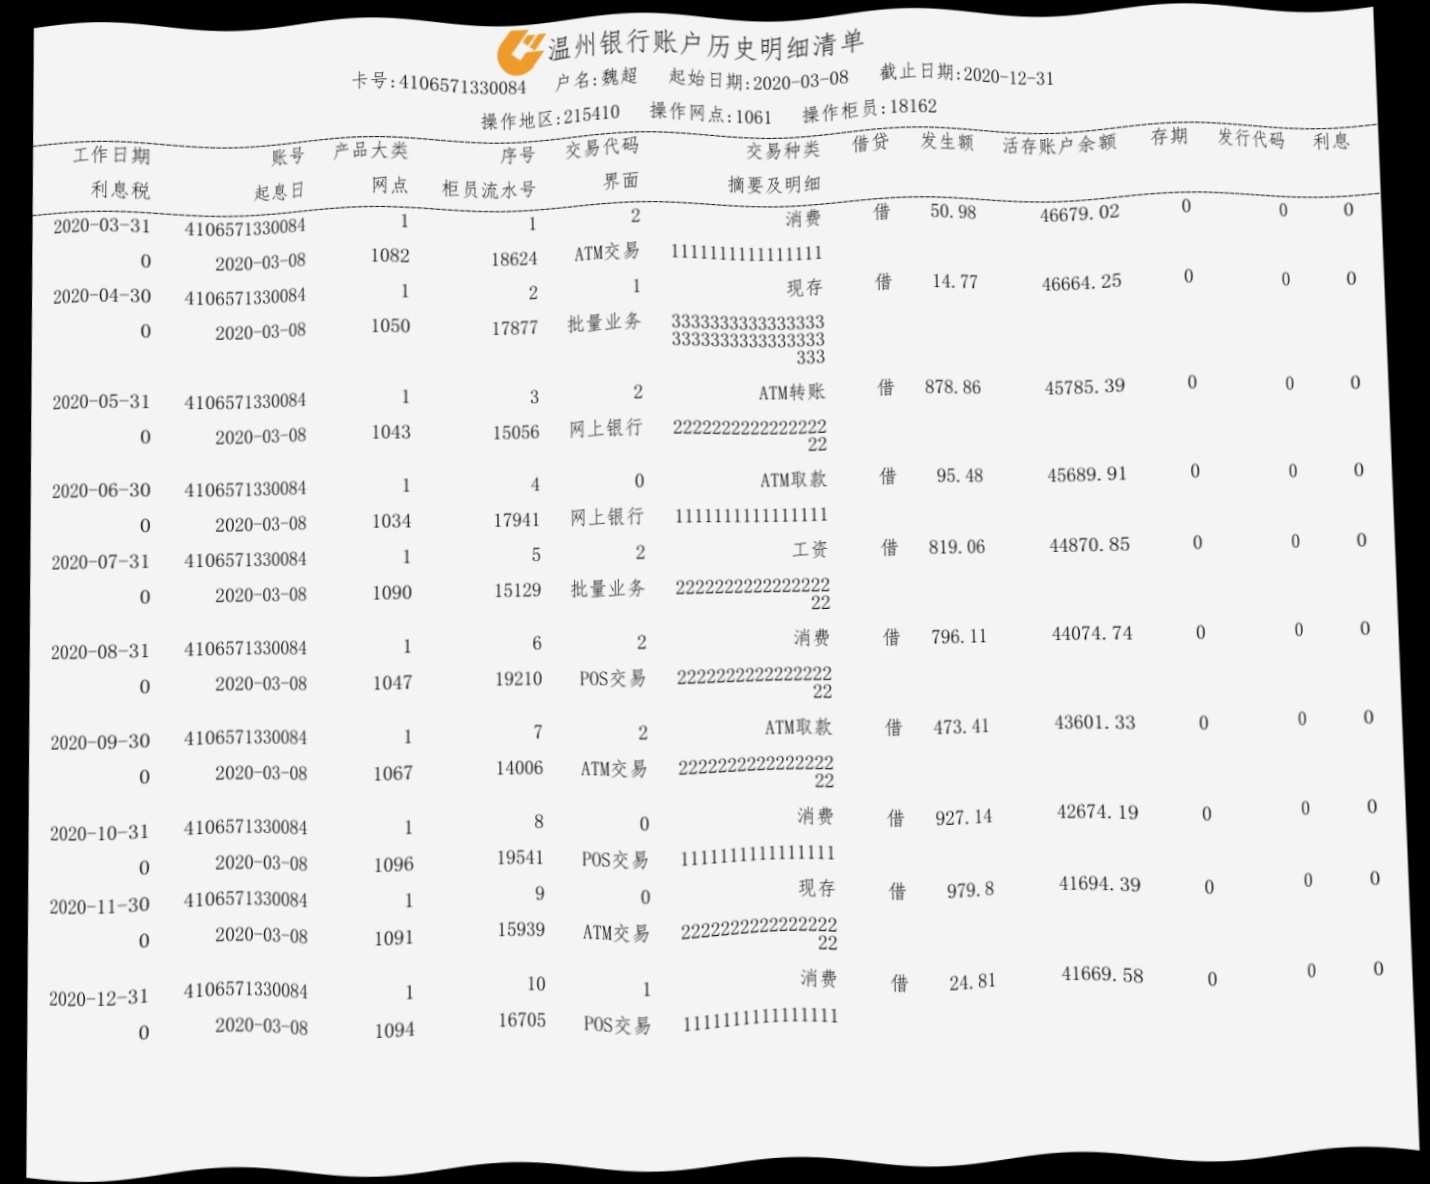 温州银行账户历史明细清单
卡号:4106571330084 户名:魏超 起始日期:2020-03-08 截止日期:2020-12-31
操作地区:215410 操作网点:1061 操作柜员:18162
工作日期 账号 产品大类 序号 交易代码 交易种类 借贷 发生额 活存账户余额 存期 发行代码 利息
利息税 起息日 网点 柜员流水号 界面 摘要及明细
2020-03-31 4106571330084 1 1 2 消费 借 50.98 46679.02 0 0 0
0 2020-03-08 1082 18624 ATM交易 1111111111111111
2020-04-30 4106571330084 1 2 1 现存 借 14.77 46664.25 0 0 0
0 2020-03-08 1050 17877 批量业务 3333333333333333
3333333333333333
333
2020-05-31 4106571330084 1 3 2 ATM转账 借 878.86 45785.39 0 0 0
0 2020-03-08 1043 15056 网上银行 2222222222222222
22
2020-06-30 4106571330084 1 4 0 ATM取款 借 95.48 45689.91 0 0 0
0 2020-03-08 1034 17941 网上银行 1111111111111111
2020-07-31 4106571330084 1 5 2 工资 借 819.06 44870.85 0 0 0
0 2020-03-08 1090 15129 批量业务 2222222222222222
22
2020-08-31 4106571330084 1 6 2 消费 借 796.11 44074.74 0 0 0
0 2020-03-08 1047 19210 POS交易 2222222222222222
22
2020-09-30 4106571330084 1 7 2 ATM取款 借 473.41 43601.33 0 0 0
0 2020-03-08 1067 14006 ATM交易 2222222222222222
22
2020-10-31 4106571330084 1 8 0 消费 借 927.14 42674.19 0 0 0
0 2020-03-08 1096 19541 POS交易 1111111111111111
2020-11-30 4106571330084 1 9 0 现存 借 979.8 41694.39 0 0 0
0 2020-03-08 1091 15939 ATM交易 2222222222222222
22
2020-12-31 4106571330084 1 10 1 消费 借 24.81 41669.58 0 0 0
0 2020-03-08 1094 16705 POS交易 1111111111111111